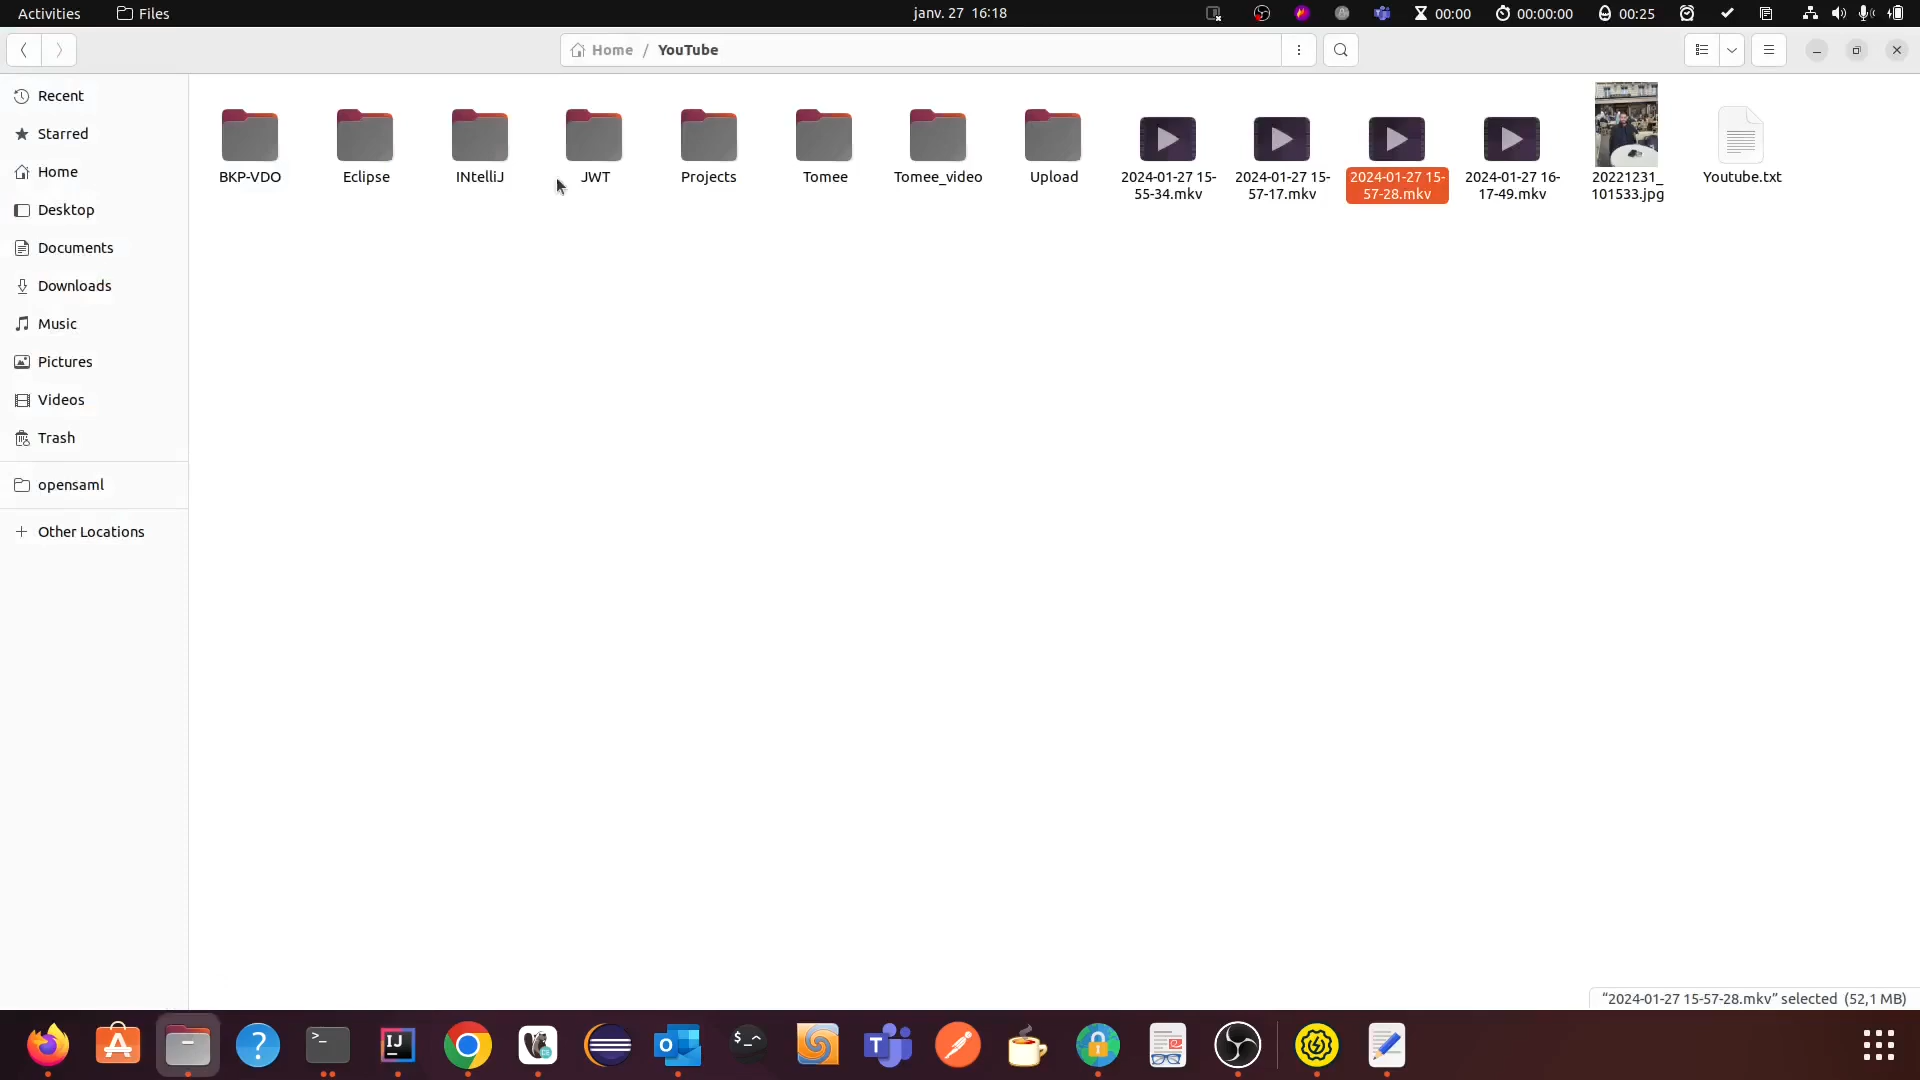 Activities Files janv. 27 16:18 00:00 00:00:00 00:25
Home / YouTube
Recent
Starred
Home
Desktop
Documents
Downloads
Music
Pictures
Videos
Trash
opensaml
+ Other Locations
BKP-VDO
Eclipse
INtelliJ
JWT
Projects
Tomee
Tomee_video
Upload
2024-01-27 15-
55-34.mkv
2024-01-27 15-
57-17.mkv
2024-01-27 15-
57-28.mkv
2024-01-27 16-
17-49.mkv
20221231_
101533.jpg
Youtube.txt
“2024-01-27 15-57-28.mkv” selected (52,1 MB)